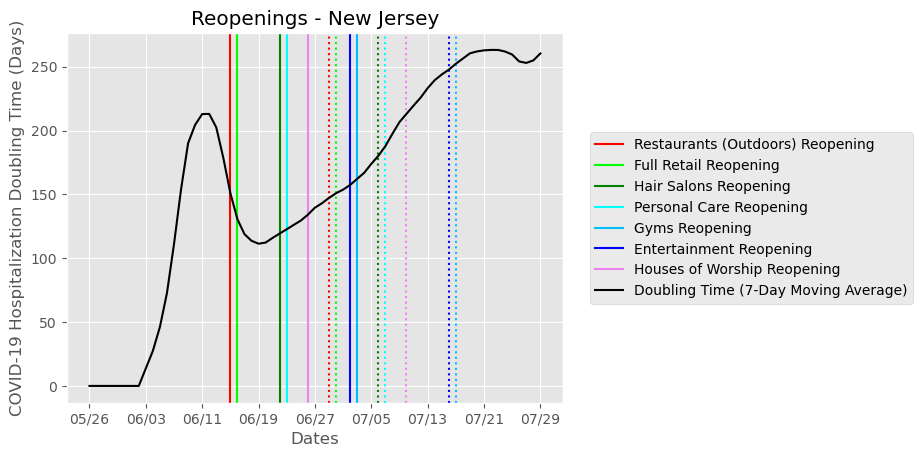 Reopenings - New Jersey
COVID-19 Hospitalization Doubling Time (Days)
250
200
150
100
50
0
05/26 06/03 06/11 06/19 06/27 07/05 07/13 07/21 07/29
Dates
Restaurants (Outdoors) Reopening
Full Retail Reopening
Hair Salons Reopening
Personal Care Reopening
Gyms Reopening
Entertainment Reopening
Houses of Worship Reopening
Doubling Time (7-Day Moving Average)